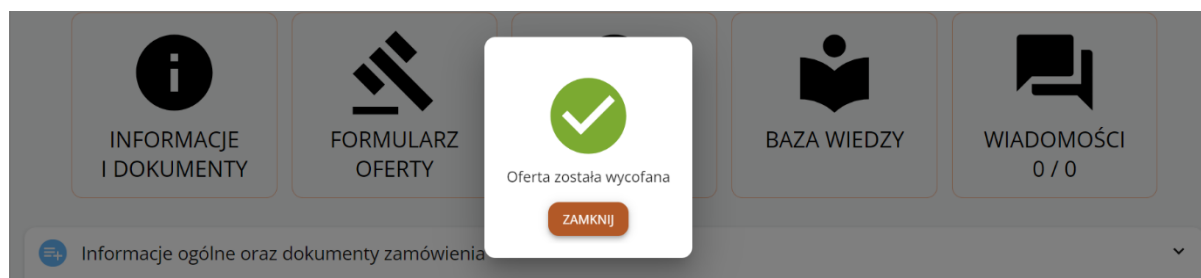 INFORMACJE
I DOKUMENTY
FORMULARZ
OFERTY
Oferta została wycofana
ZAMKNIJ
BAZA WIEDZY
WIADOMOŚCI
0 / 0
Informacje ogólne oraz dokumenty zamówienia